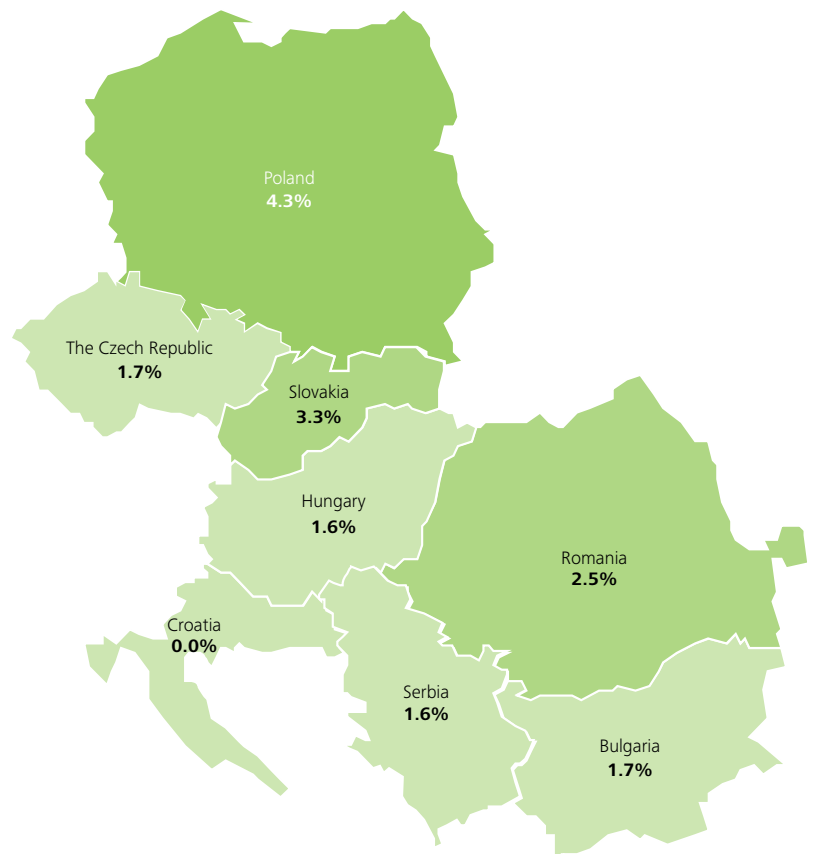 Poland
4.3%
The Czech Republic
1.7%
Slovakia
3.3%
Hungary
1.6%
Romania
2.5%
Croatia
0.0%
Serbia
1.6%
Bulgaria
1.7%